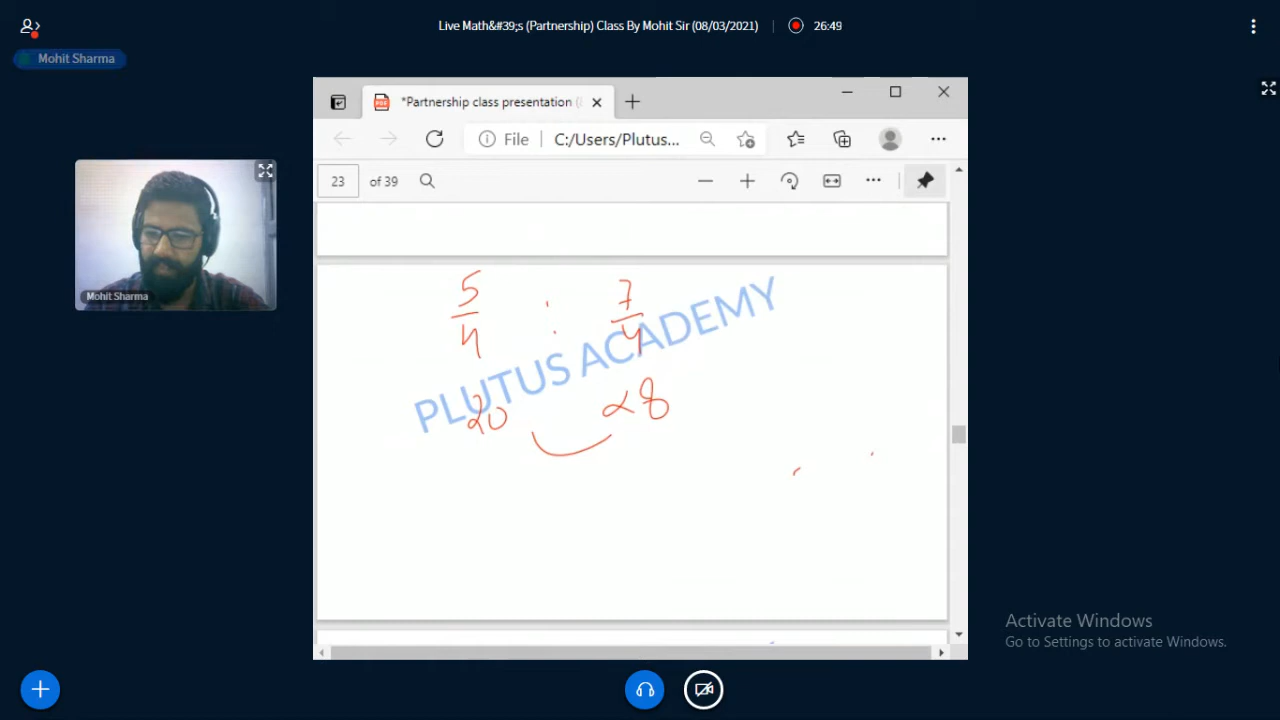 Live Math&#39;s (Partnership) Class By Mohit Sir (08/03/2021) 26:49
Mohit Sharma
*Partnership class presentation (
File C:/Users/Plutus...
23 of 39
5/4 : 7/4
PLUTUS ACADEMY
20 28
Mohit Sharma
Activate Windows
Go to Settings to activate Windows.